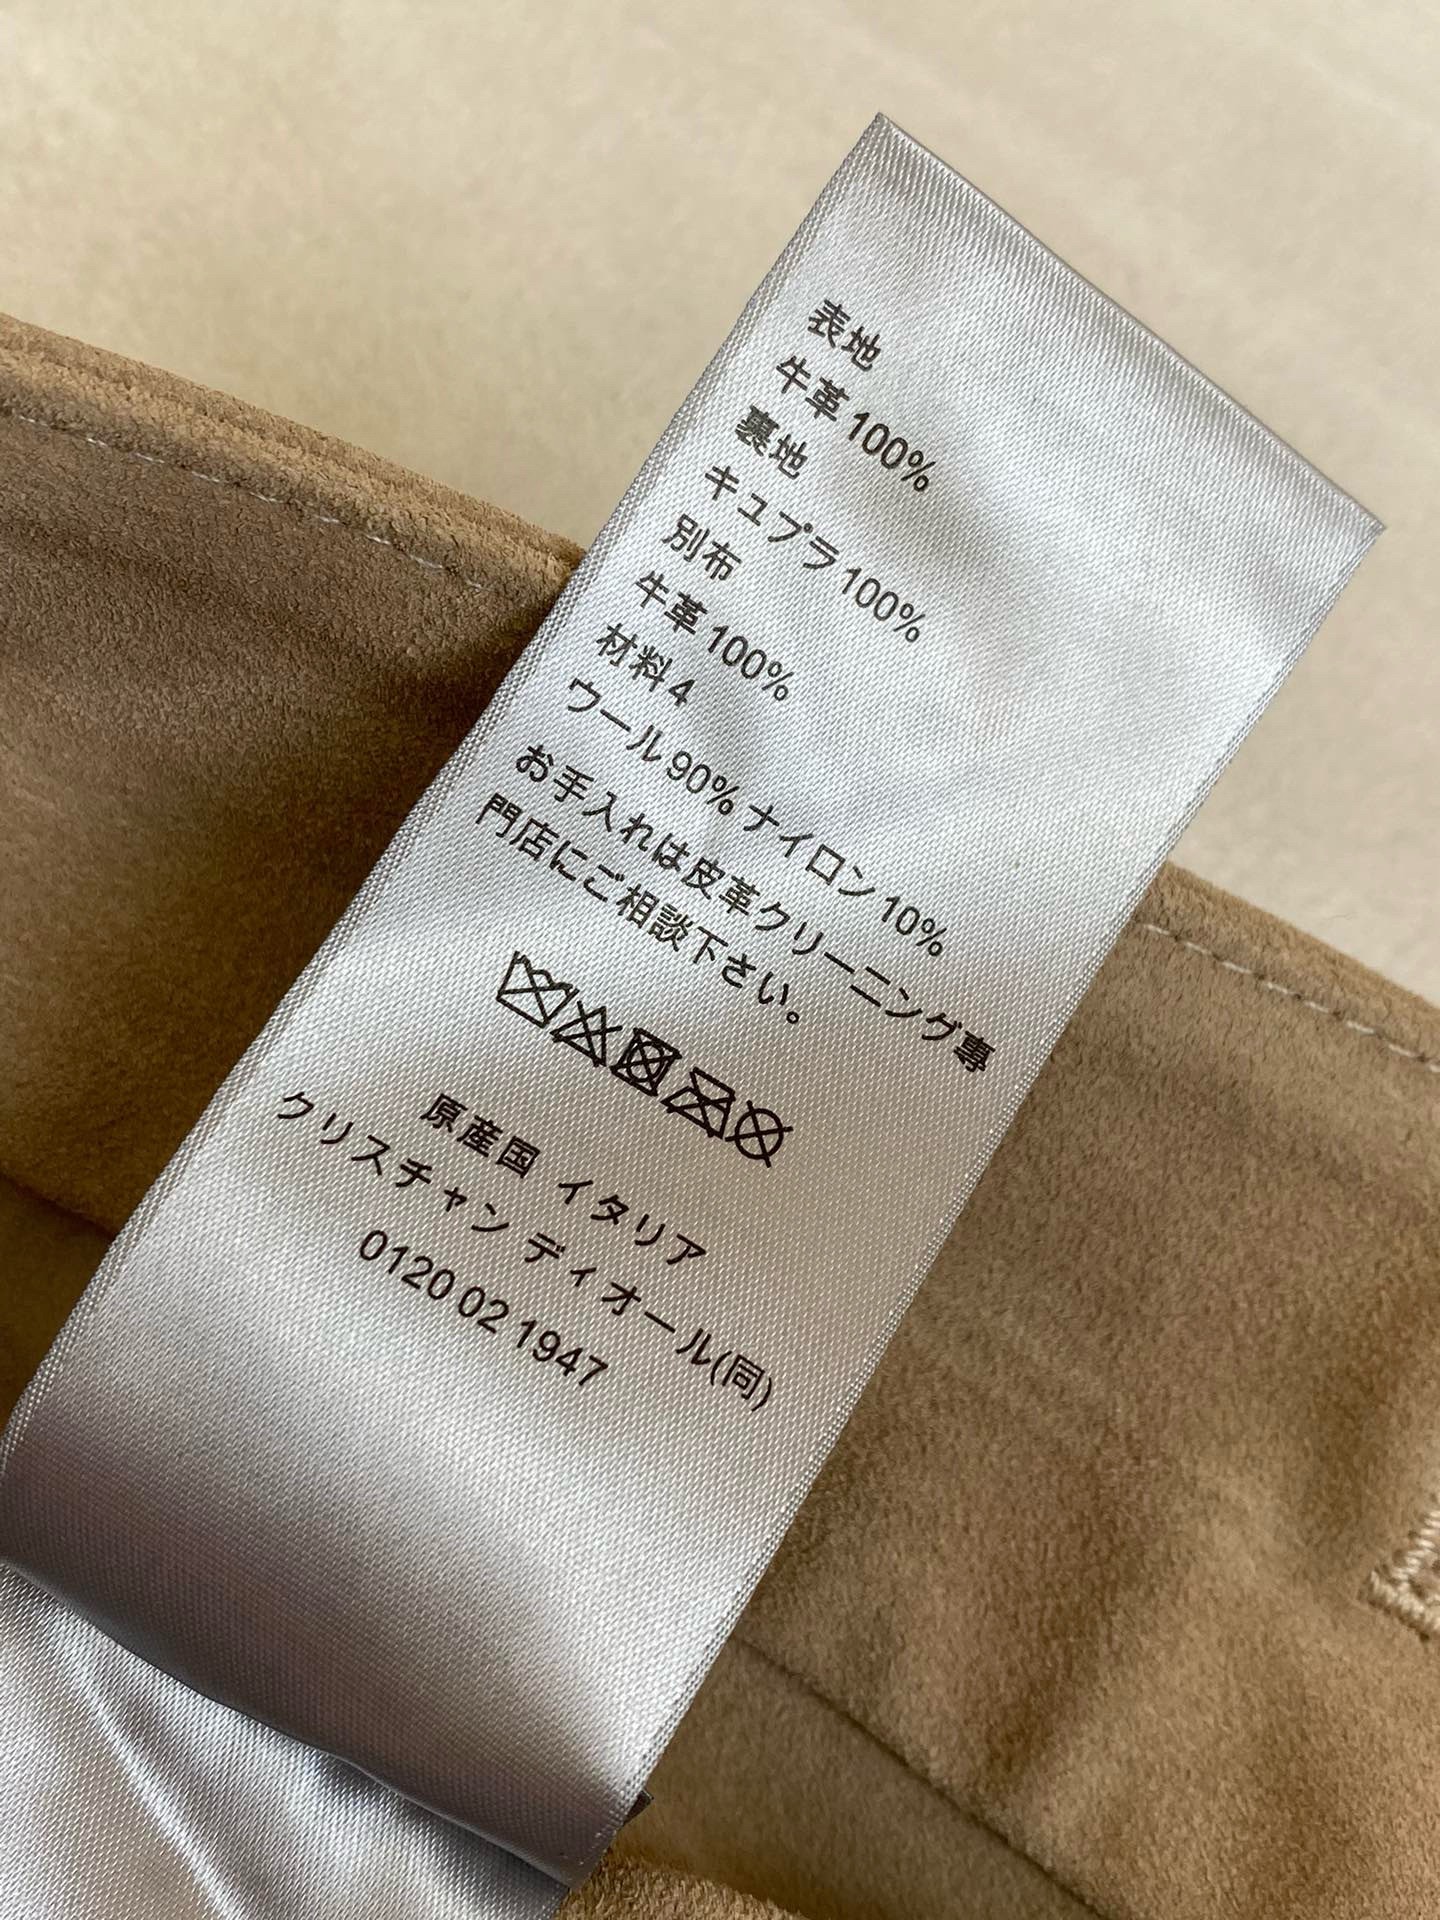 表地
牛革 100%
裏地
キュプラ 100%
別布
牛革 100%
材料 4
ウール 90% ナイロン 10%
お手入れは皮革クリーニング專
門店にご相談下さい。
原産国 イタリア
クリスチャン ディオール(同)
0120 02 1947